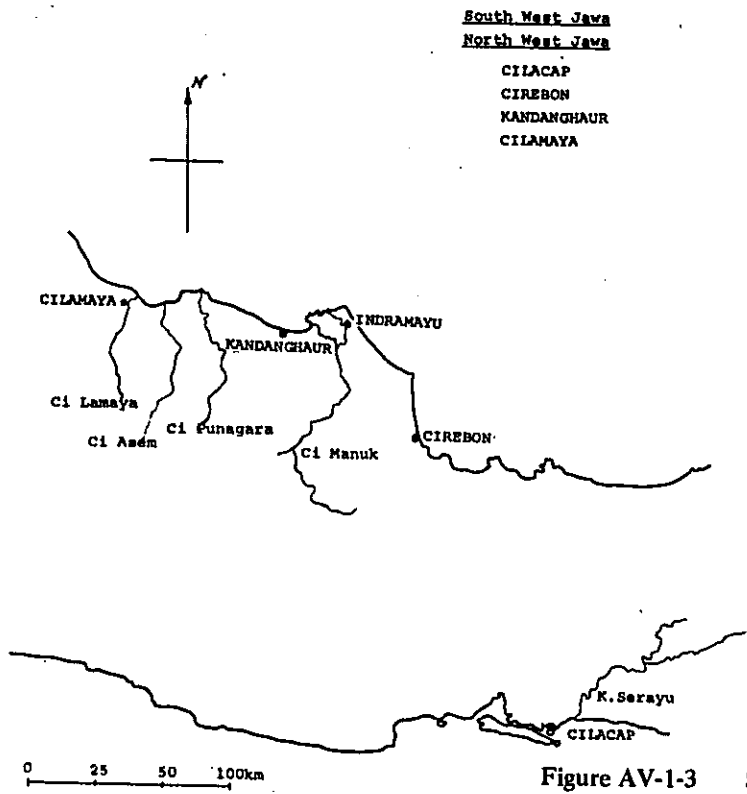 South West Jawa
North West Jawa
CILACAP
CIREBON
KANDANGHAUR
CILAMAYA
N
CILAMAYA
INDRAMAYU
KANDANGHAUR
Ci Lamaya
Ci Asem
Ci Punagara
Ci Manuk
CIREBON
K.Serayu
CILACAP
0 25 50 100km
Figure AV-1-3